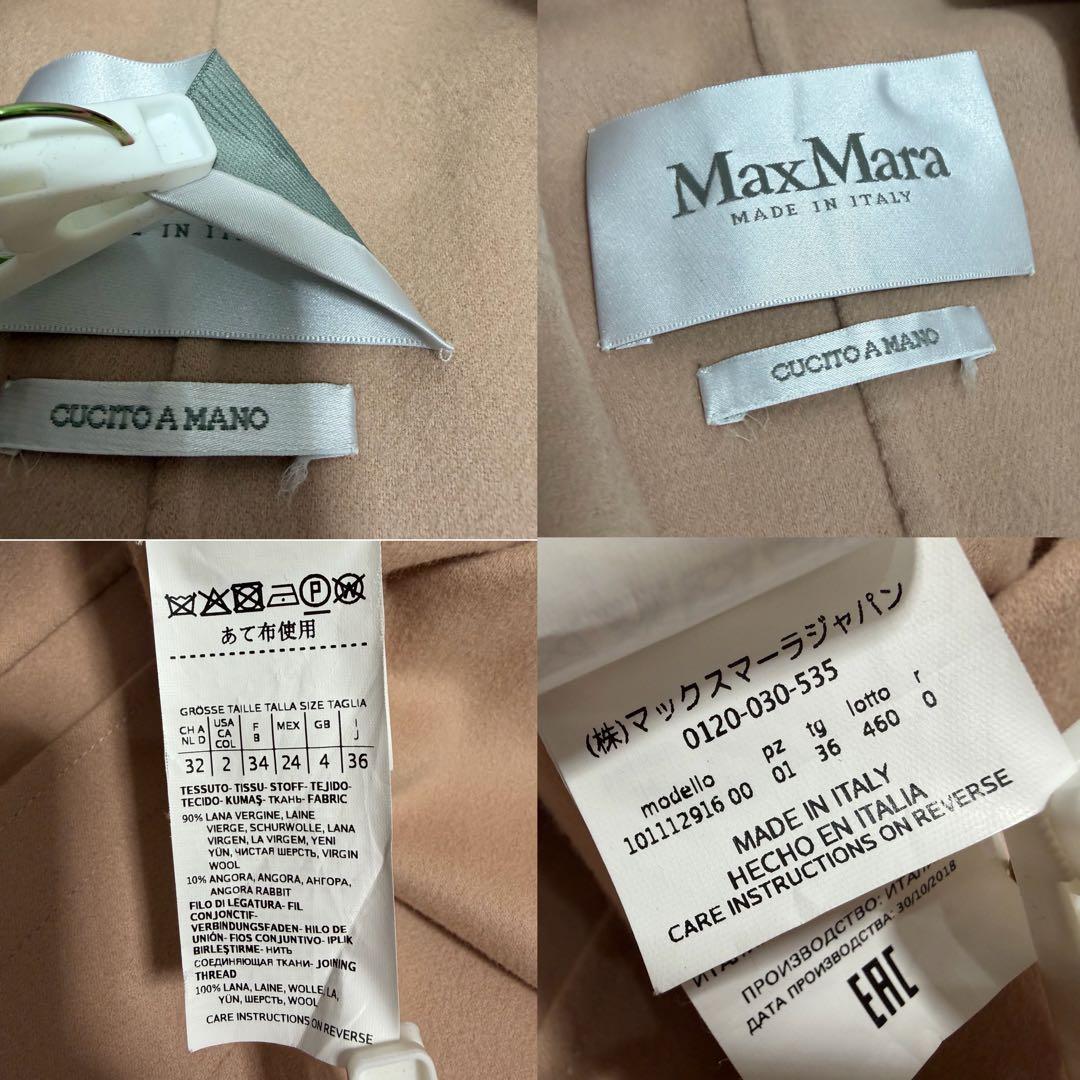 E IN IT
CUCITO A MANO
MaxMara
MADE IN ITALY
CUCITO A MANO
P
あて布使用
GRÖSSE TAILLE TALLA SIZE TAGLIA
CH A NL D USA CA COL F B MEX GB I J
32 2 34 24 4 36
TESSUTO- TISSU- STOFF- TEJIDO-
TECIDO- KUMAŞ- ТКАНЬ- FABRIC
90% LANA VERGINE, LAINE
VIERGE, SCHURWOLLE, LANA
VIRGEN, LA VIRGEM, YENI
YÜN, ЧИСТАЯ ШЕРСТЬ, VIRGIN
WOOL
10% ANGORA, ANGORA, АНГОРА,
ANGORA RABBIT
FILO DI LEGATURA- FIL
CONJONCTIF-
VERBINDUNGSFADEN- HILO DE
UNIÓN- FIOS CONJUNTIVO- IPLIK
BIRLEŞTIRME- НИТЬ
СОЕДИНЯЮЩАЯ ТКАНИ- JOINING
THREAD
100% LANA, LAINE, WOLLE, LA,
YÜN, ШЕРСТЬ, WOOL
CARE INSTRUCTIONS ON REVERSE
(株)マックスマーラジャパン
0120-030-535
modello pz tg lotto r
101112916 00 01 36 460 0
MADE IN ITALY
HECHO EN ITALIA
CARE INSTRUCTIONS ON REVERSE
ПРОИЗВОДСТВО: ИТАЛ
ДАТА ПРОИЗВОДСТВА: 30/10/2018
EAC